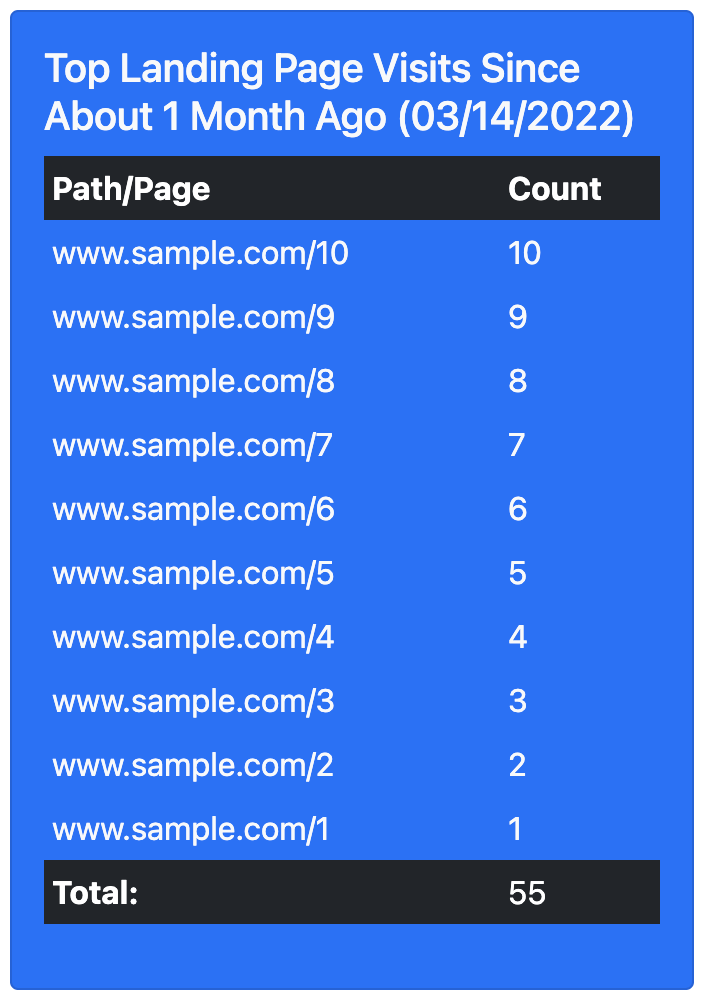 Top Landing Page Visits Since
About 1 Month Ago (03/14/2022)
Path/Page Count
www.sample.com/10 10
www.sample.com/9 9
www.sample.com/8 8
www.sample.com/7 7
www.sample.com/6 6
www.sample.com/5 5
www.sample.com/4 4
www.sample.com/3 3
www.sample.com/2 2
www.sample.com/1 1
Total: 55